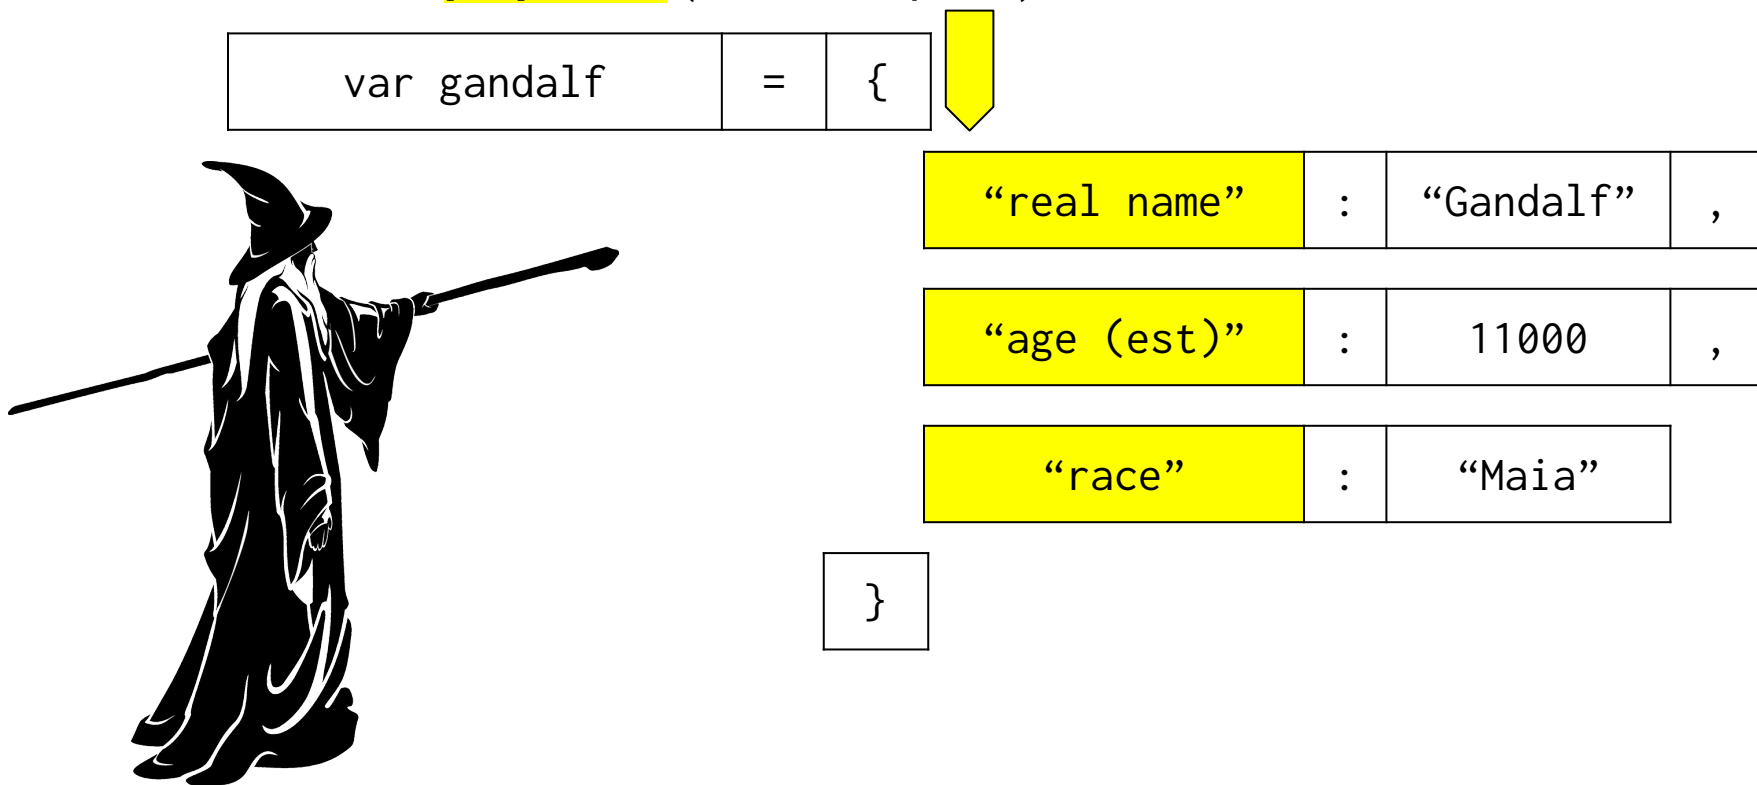 var gandalf = {
“real name” : “Gandalf” ,
“age (est)” : 11000 ,
“race” : “Maia”
}